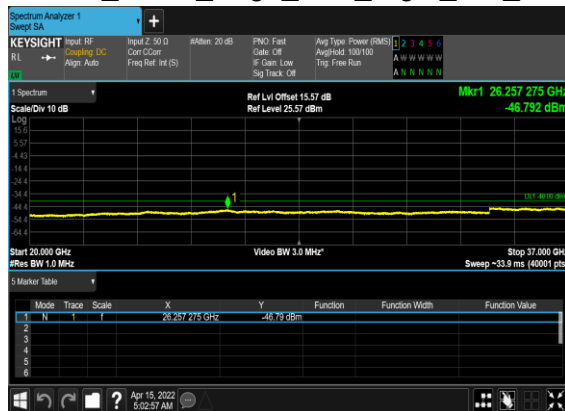 Spectrum Analyzer 1
Swept SA
KEYSIGHT Input: RF Input Z: 50 Ω #Atten: 20 dB PNO: Fast Avg Type: Power (RMS) 1 2 3 4 5 6
RL Coupling: DC Corr CCorr Gate: Off Avg|Hold: 100/100 A W W W W W
Align: Auto Freq Ref: Int (S) IF Gain: Low Trig: Free Run
LW Sig Track: Off A N N N N N
1 Spectrum Ref Lvl Offset 15.57 dB Mkr1 26.257 275 GHz
Scale/Div 10 dB Ref Level 25.57 dBm -46.792 dBm
Log
15.6
5.57
-4.43
-14.4
-24.4
-34.4
1
-44.4
-54.4
-64.4
Start 20.000 GHz Video BW 3.0 MHz* Stop 37.000 GHz
#Res BW 1.0 MHz Sweep ~33.9 ms (40001 pts)
5 Marker Table
Mode Trace Scale X Y Function Function Width Function Value
1 N 1 f 26.257 275 GHz -46.79 dBm
2
3
4
5
6
? Apr 15, 2022
5:02:57 AM